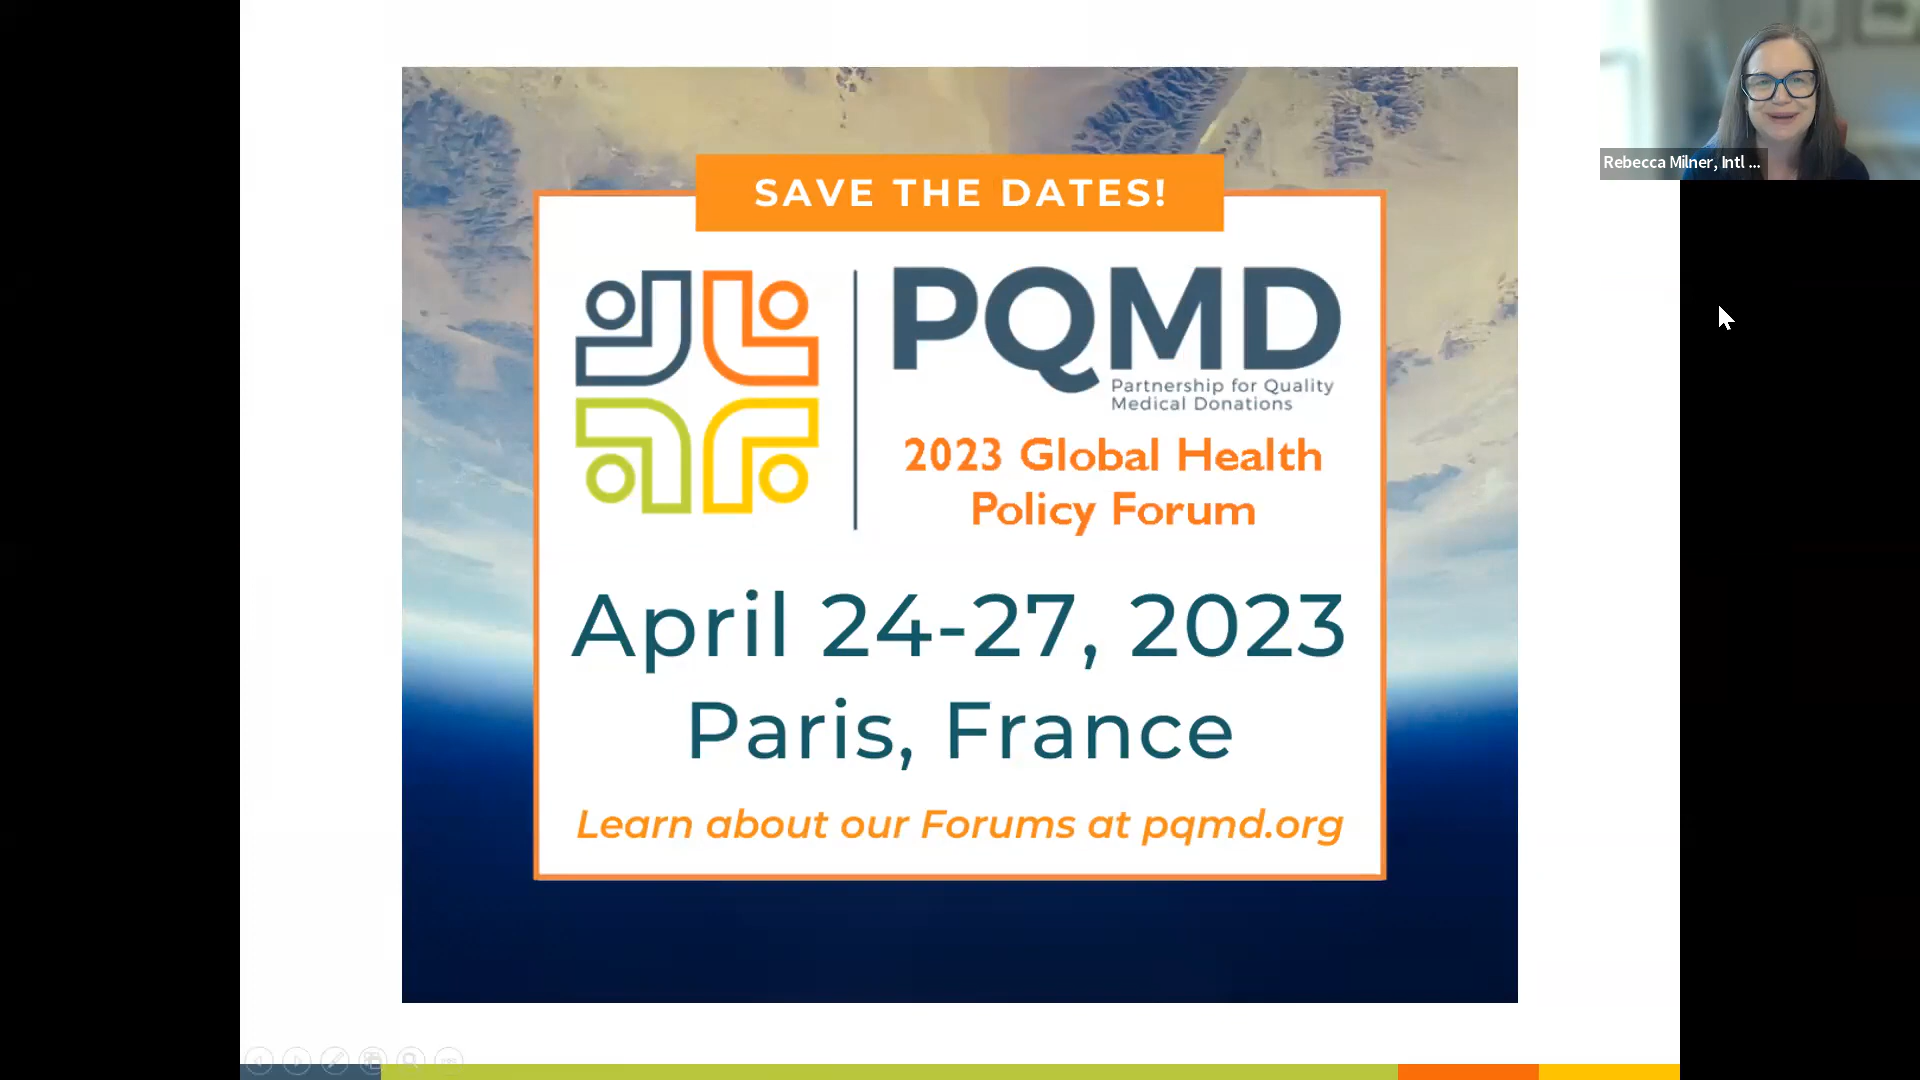 SAVE THE DATES!
PQMD
Partnership for Quality
Medical Donations
2023 Global Health
Policy Forum
April 24-27, 2023
Paris, France
Learn about our Forums at pqmd.org
Rebecca Milner, Intl ...